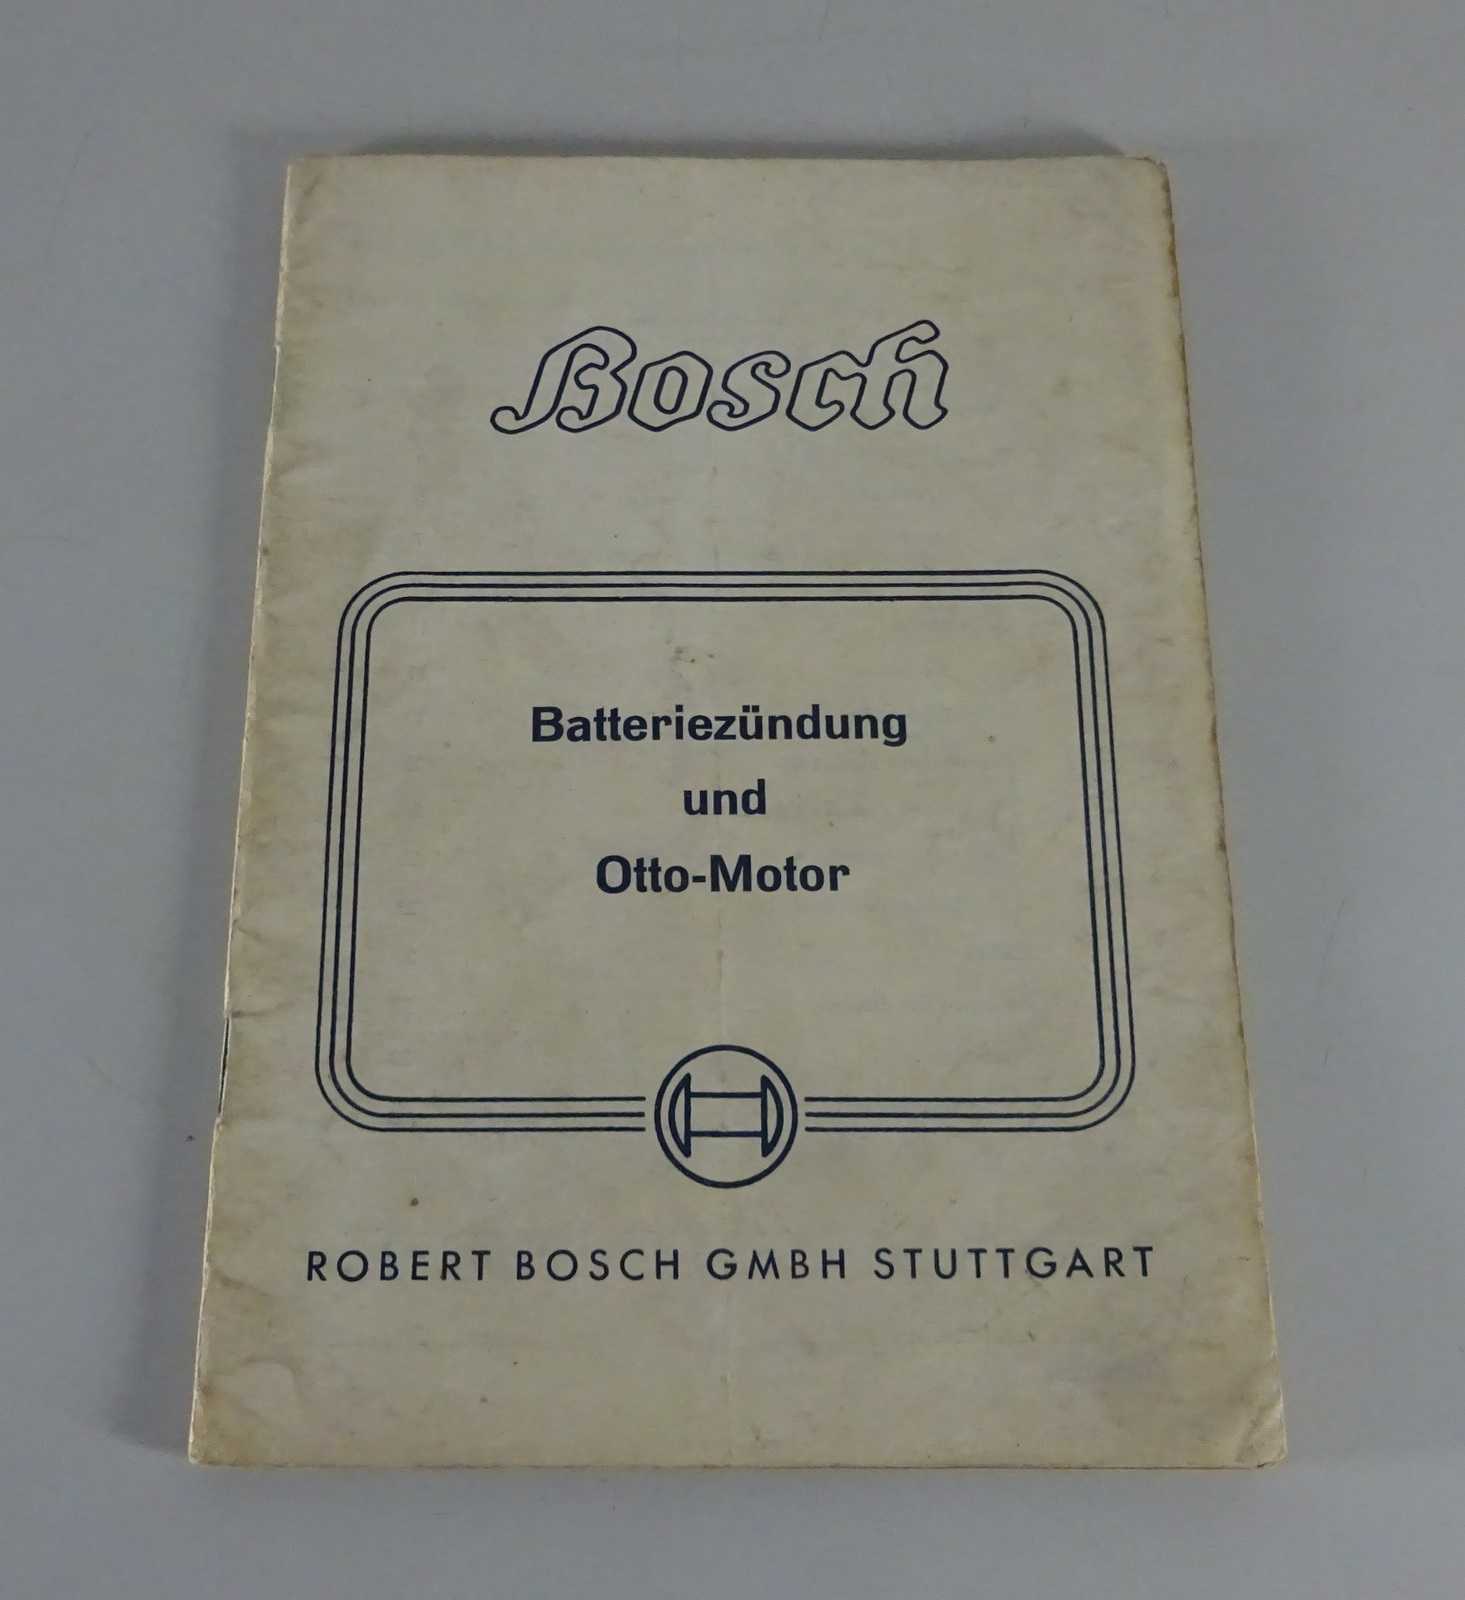 Bosch
Batteriezündung
und
Otto-Motor
ROBERT BOSCH GMBH STUTTGART